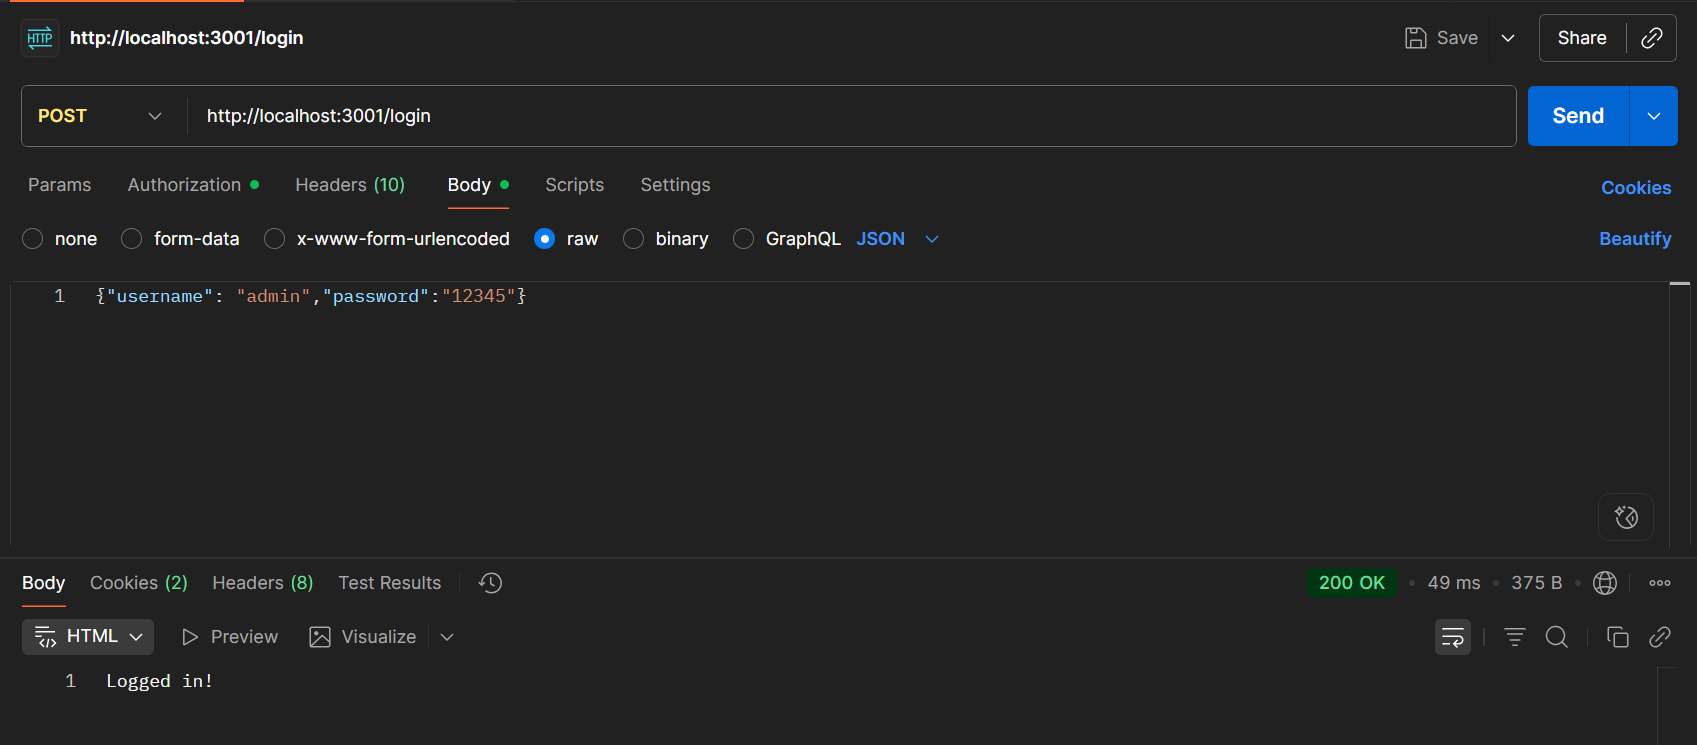 HTTP http://localhost:3001/login Save Share
POST http://localhost:3001/login Send
Params Authorization Headers (10) Body Scripts Settings Cookies
none form-data x-www-form-urlencoded raw binary GraphQL JSON Beautify
1 {"username": "admin","password":"12345"}
Body Cookies (2) Headers (8) Test Results 200 OK • 49 ms • 375 B
HTML Preview Visualize
1 Logged in!